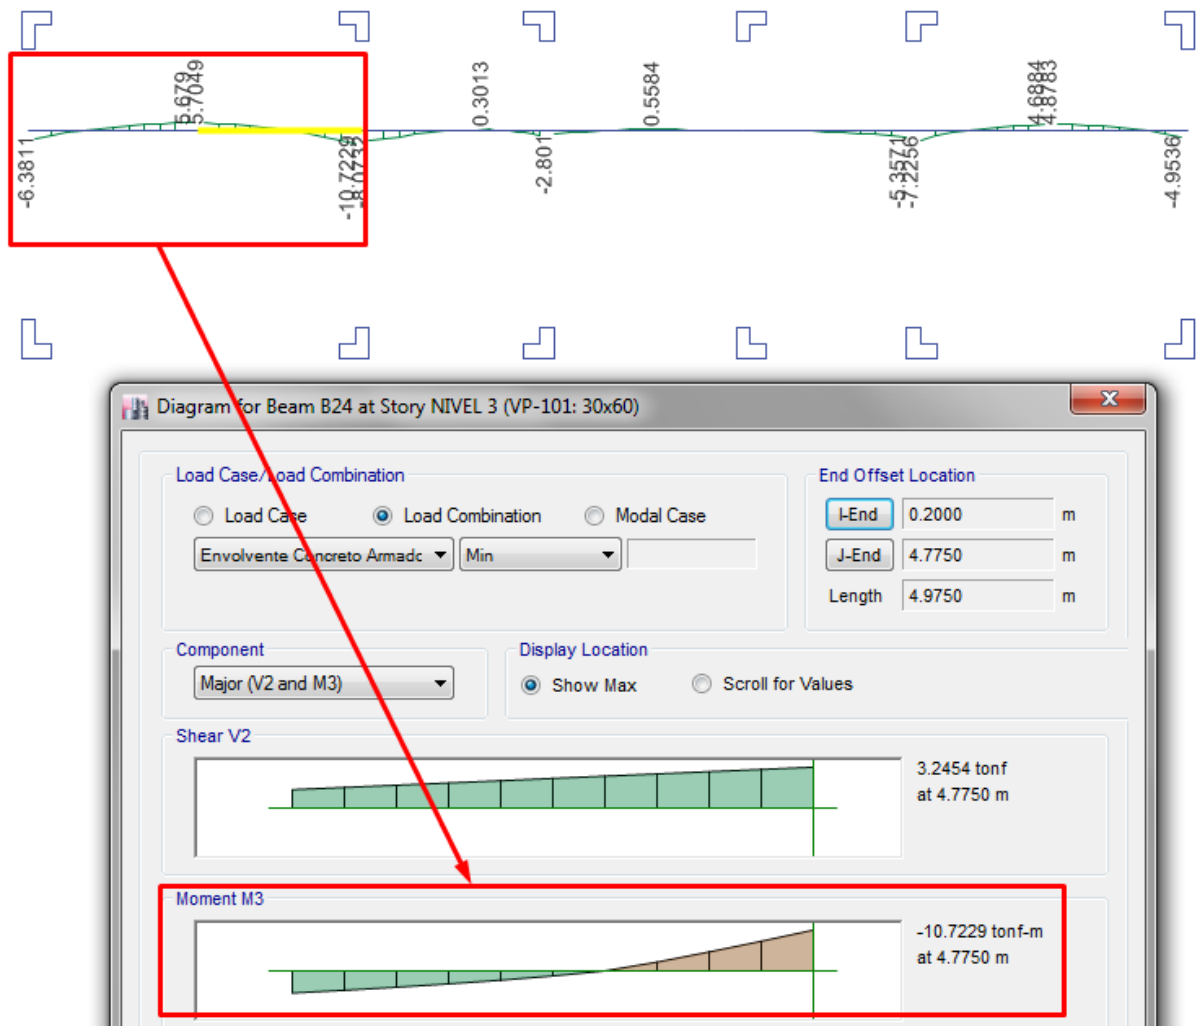 5.679
5.7049
0.3013
0.5584
4.6884
4.8783
-6.3811
-10.7229
-8.0732
-2.801
-5.3571
-7.2256
-4.9536
Diagram for Beam B24 at Story NIVEL 3 (VP-101: 30x60)
Load Case/Load Combination
End Offset Location
Load Case
Load Combination
Modal Case
I-End
0.2000
m
Envolvente Concreto Armadc
Min
J-End
4.7750
m
Length
4.9750
m
Component
Display Location
Major (V2 and M3)
Show Max
Scroll for Values
Shear V2
3.2454 tonf
at 4.7750 m
Moment M3
-10.7229 tonf-m
at 4.7750 m